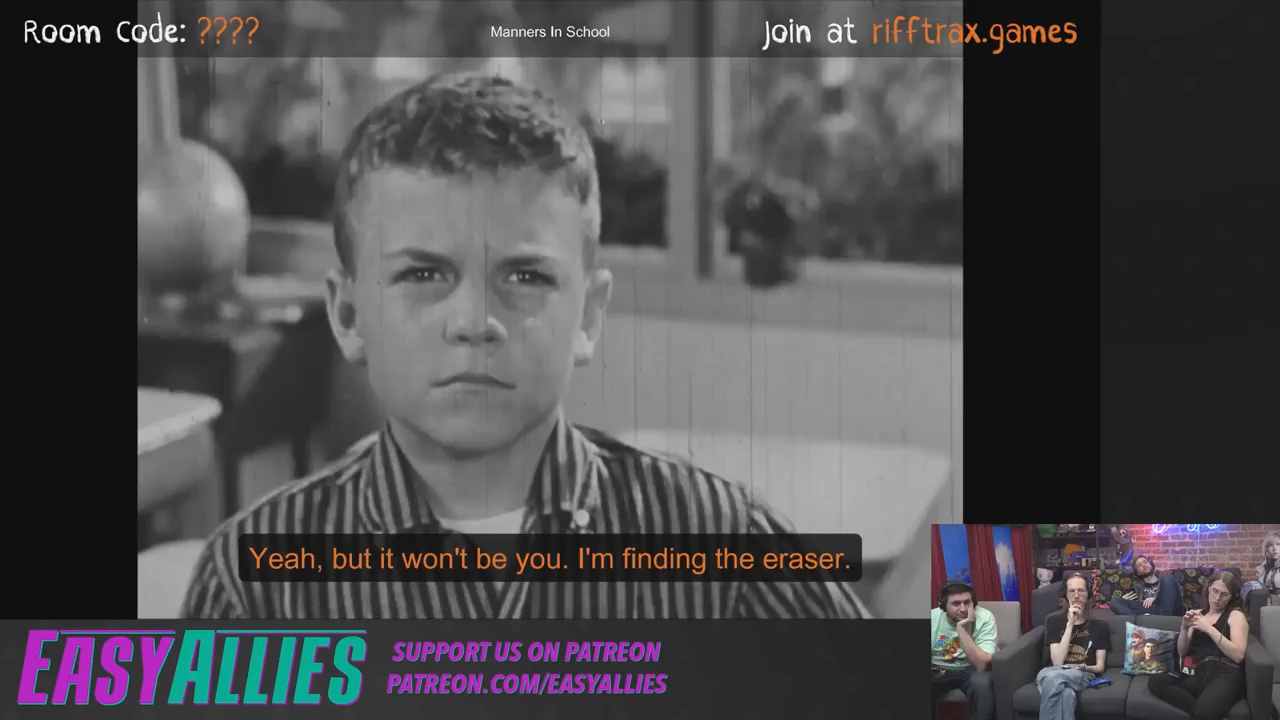 Room Code: ????
Manners In School
Join at rifftrax.games
Yeah, but it won't be you. I'm finding the eraser.
EASYALLIES
SUPPORT US ON PATREON
PATREON.COM/EASYALLIES